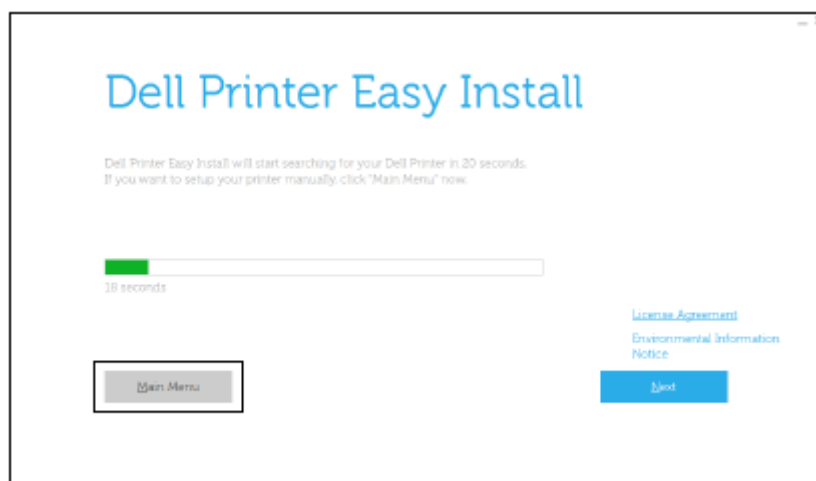 Dell Printer Easy Install
Dell Printer Easy Install will start searching for your Dell Printer in 20 seconds.
If you want to setup your printer manually, click "Main Menu" now.
18 seconds
License Agreement
Environmental Information
Notice
Main Menu
Next